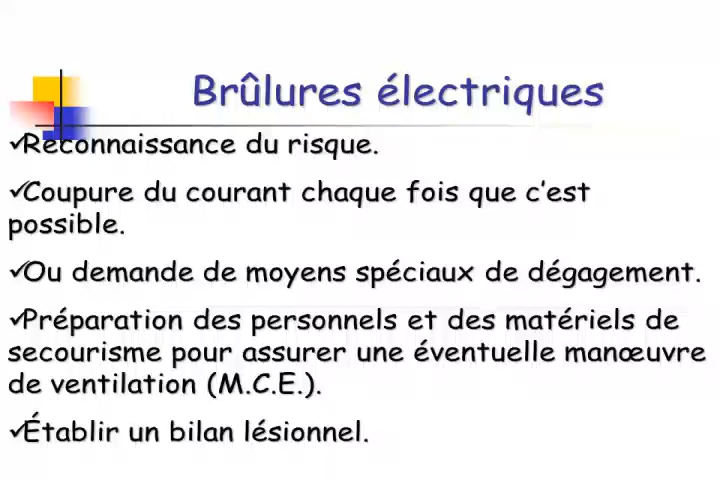 Brûlures électriques
✓Reconnaissance du risque.
✓Coupure du courant chaque fois que c’est
possible.
✓Ou demande de moyens spéciaux de dégagement.
✓Préparation des personnels et des matériels de
secourisme pour assurer une éventuelle manœuvre
de ventilation (M.C.E.).
✓Établir un bilan lésionnel.